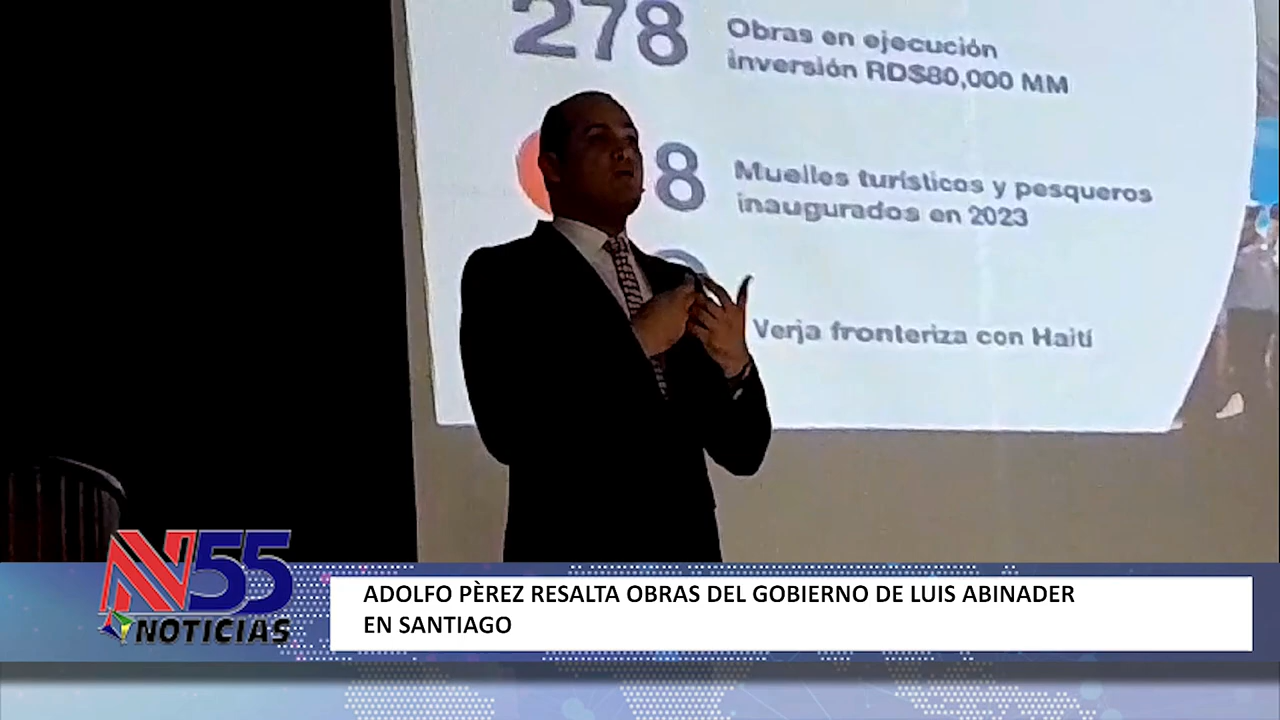 278
Obras en ejecución
inversión RD$80,000 MM
8
Muelles turísticos y pesqueros
inaugurados en 2023
Verja fronteriza con Haití
N55
NOTICIAS
ADOLFO PÈREZ RESALTA OBRAS DEL GOBIERNO DE LUIS ABINADER
EN SANTIAGO